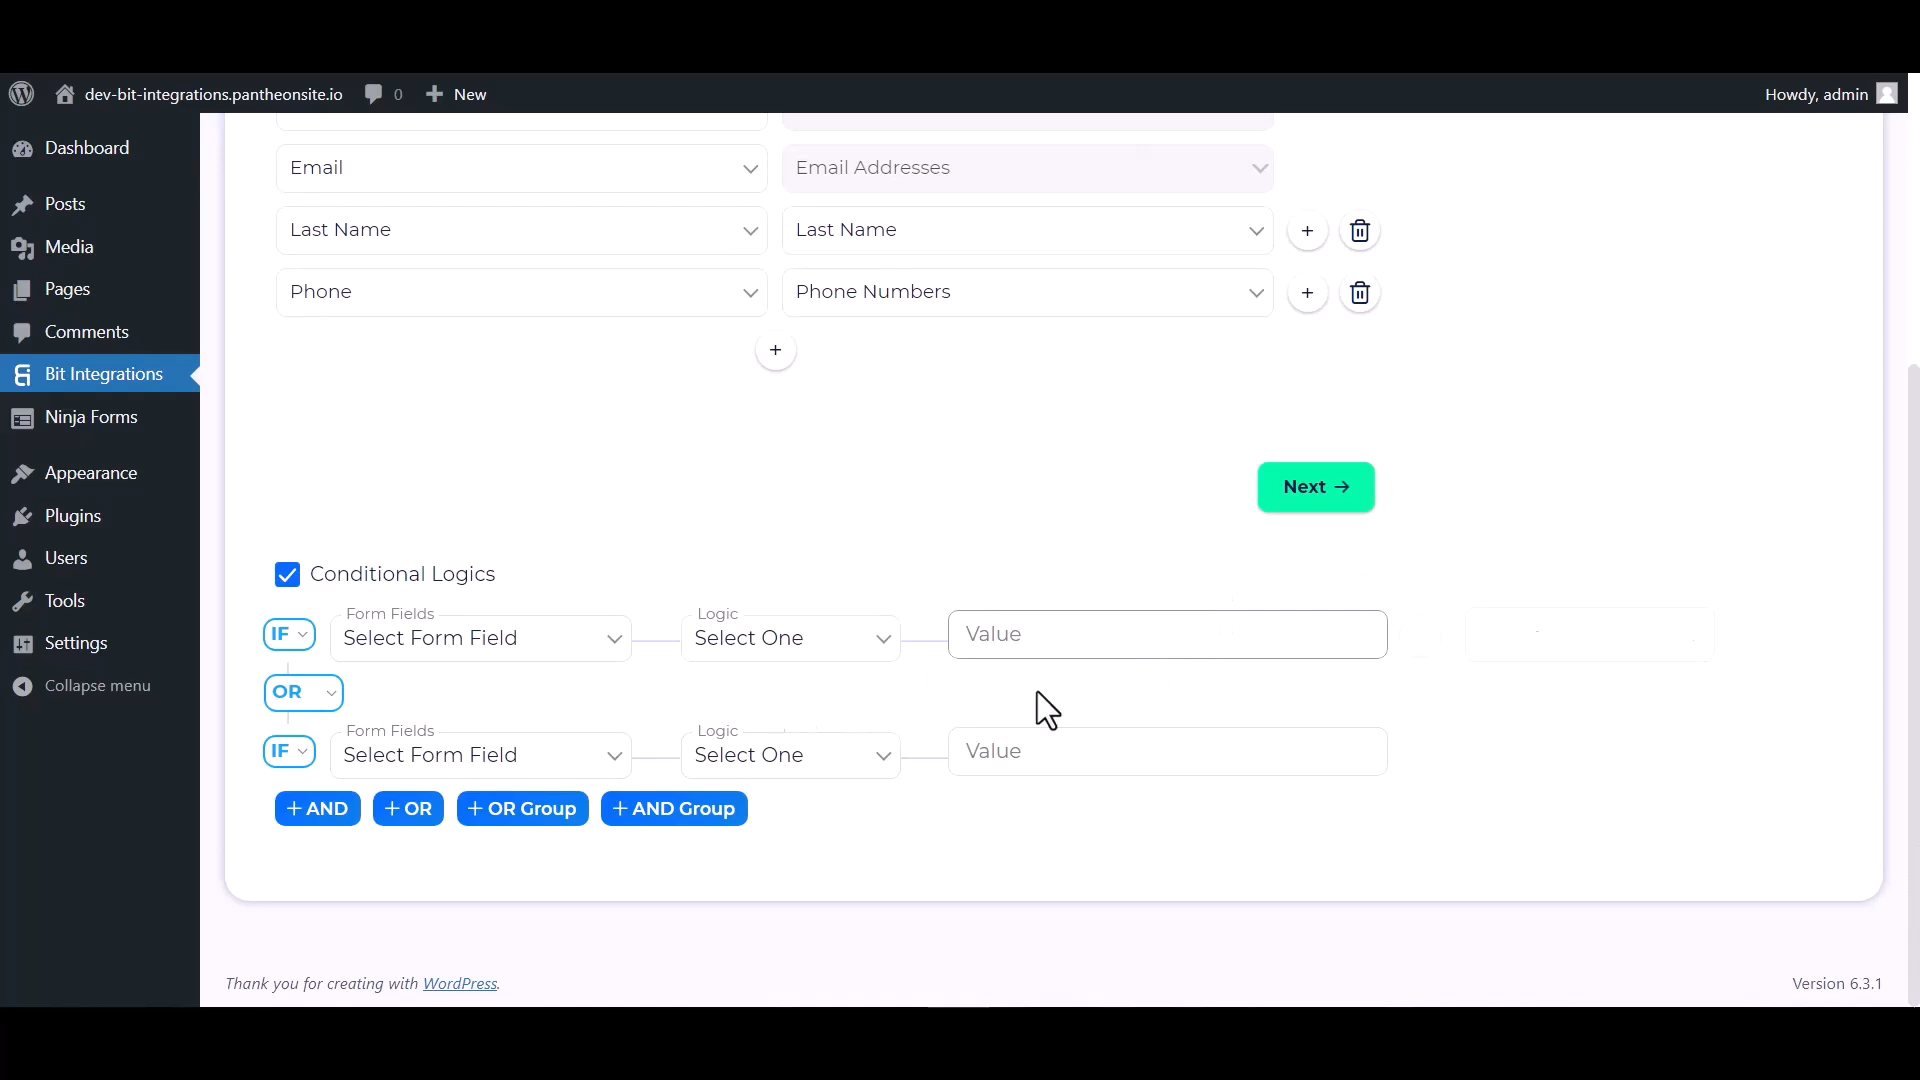 dev-bit-integrations.pantheonsite.io 0 New Howdy, admin
Dashboard
Posts
Media
Pages
Comments
Bit Integrations
Ninja Forms
Appearance
Plugins
Users
Tools
Settings
Collapse menu
Email Email Addresses
Last Name Last Name
Phone Phone Numbers
Next
Conditional Logics
Form Fields Logic
IF Select Form Field Select One Value
OR
Form Fields Logic
IF Select Form Field Select One Value
+ AND + OR + OR Group + AND Group
Thank you for creating with WordPress. Version 6.3.1